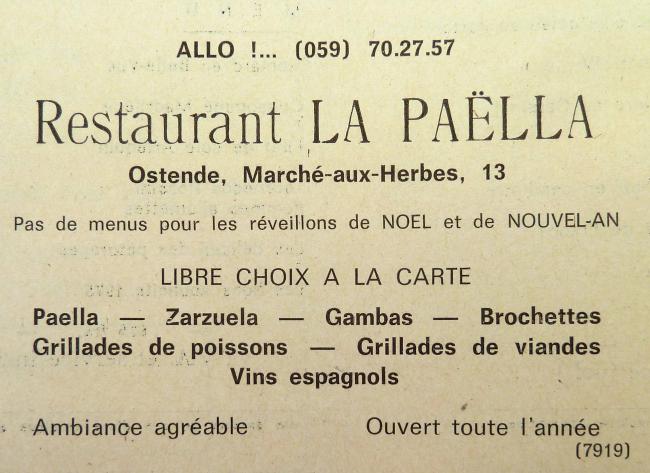 ALLO !... (059) 70.27.57
Restaurant LA PAËLLA
Ostende, Marché-aux-Herbes, 13
Pas de menus pour les réveillons de NOEL et de NOUVEL-AN
LIBRE CHOIX A LA CARTE
Paella — Zarzuela — Gambas — Brochettes
Grillades de poissons — Grillades de viandes
Vins espagnols
Ambiance agréable Ouvert toute l'année
(7919)